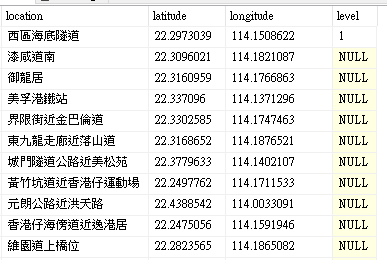 location latitude longitude level
西區海底隧道 22.2973039 114.1508622 1
漆咸道南 22.3096021 114.1821087 NULL
御龍居 22.3160959 114.1766863 NULL
美孚港鐵站 22.337096 114.1371296 NULL
界限街近金巴倫道 22.3302585 114.1747463 NULL
東九龍走廊近落山道 22.3168652 114.1876521 NULL
城門隧道公路近美松苑 22.3779633 114.1402107 NULL
黃竹坑道近香港仔運動場 22.2497762 114.1711533 NULL
元朗公路近洪天路 22.4388542 114.0033091 NULL
香港仔海傍道近逸港居 22.2475056 114.1591946 NULL
維園道上橋位 22.2823565 114.1865082 NULL